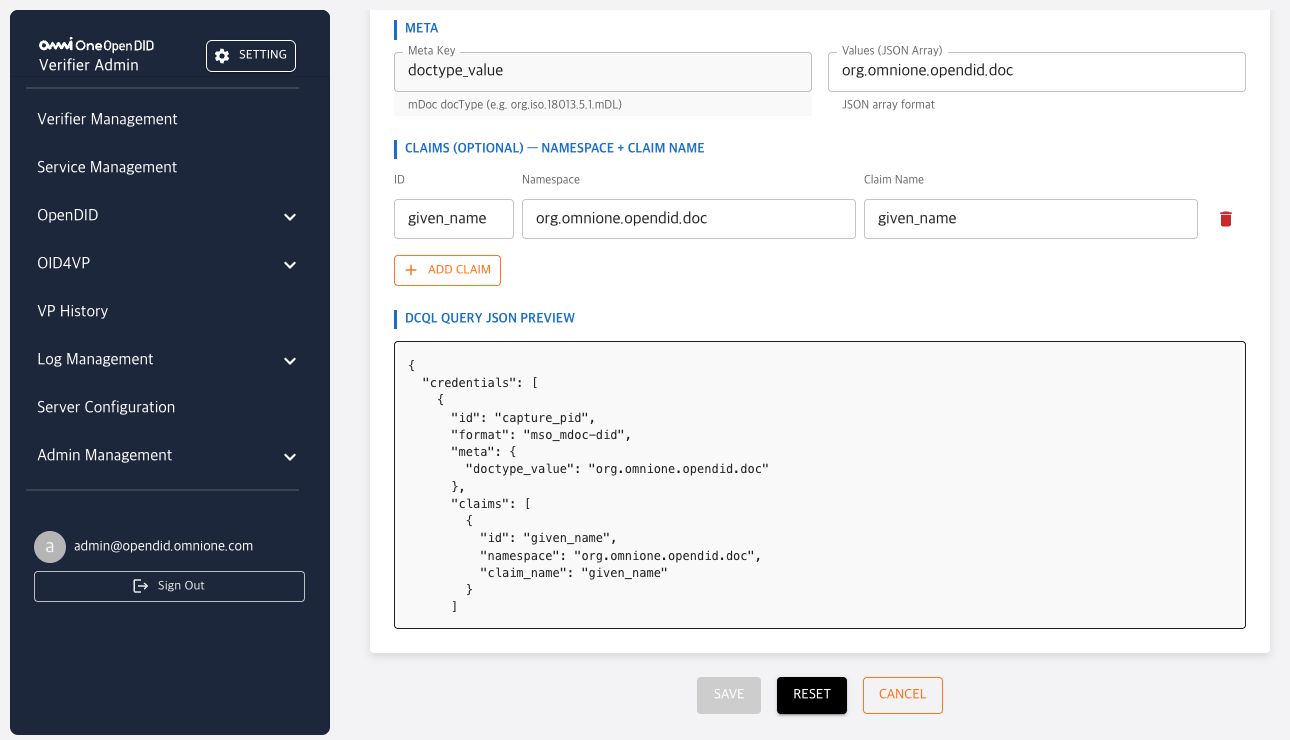 Omni One Open DID
Verifier Admin
SETTING
Verifier Management
Service Management
OpenDID
OID4VP
VP History
Log Management
Server Configuration
Admin Management
a
admin@opendid.omnione.com
Sign Out
META
Meta Key
doctype_value
mDoc docType (e.g. org.iso.18013.5.1.mDL)
Values (JSON Array)
org.omnione.opendid.doc
JSON array format
CLAIMS (OPTIONAL) — NAMESPACE + CLAIM NAME
ID Namespace Claim Name
given_name org.omnione.opendid.doc given_name
+ ADD CLAIM
DCQL QUERY JSON PREVIEW
{
  "credentials": [
    {
      "id": "capture_pid",
      "format": "mso_mdoc-did",
      "meta": {
        "doctype_value": "org.omnione.opendid.doc"
      },
      "claims": [
        {
          "id": "given_name",
          "namespace": "org.omnione.opendid.doc",
          "claim_name": "given_name"
        }
      ]
SAVE RESET CANCEL